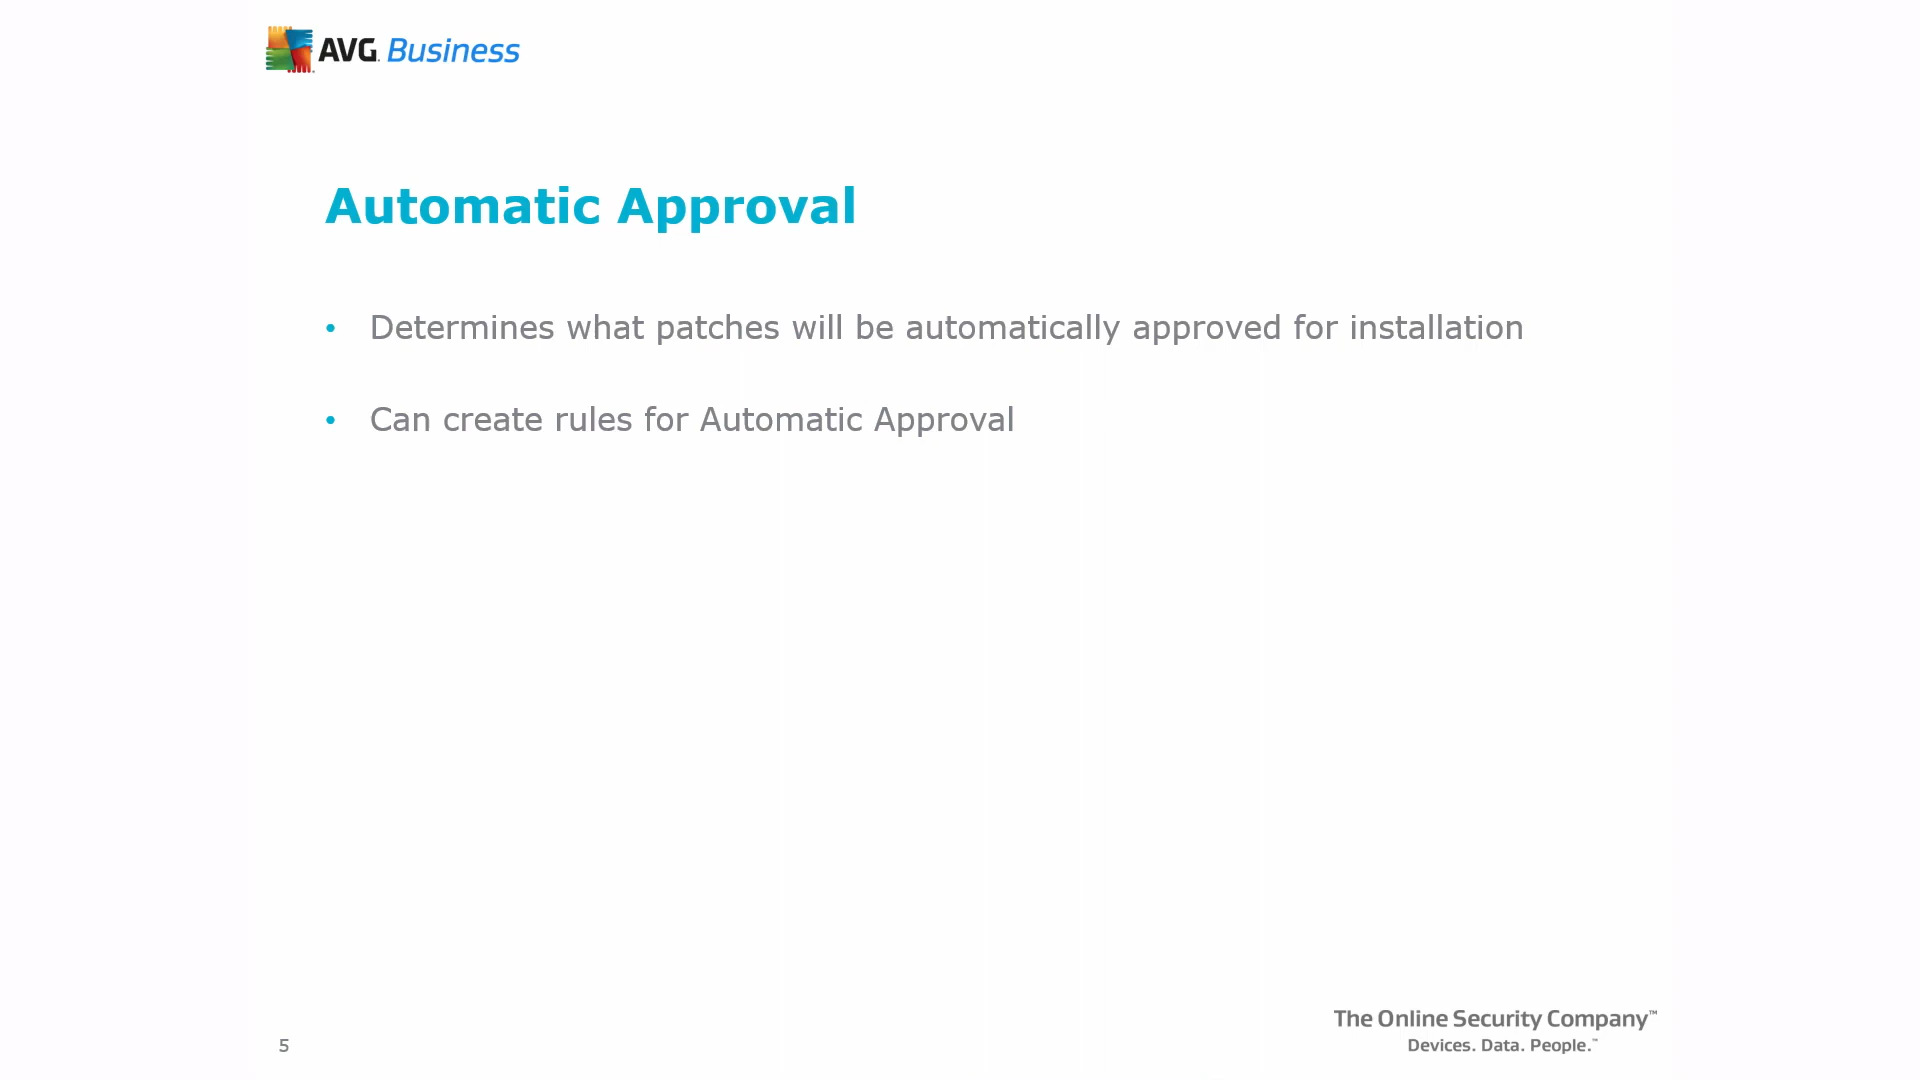 AVG. Business
Automatic Approval
• Determines what patches will be automatically approved for installation
• Can create rules for Automatic Approval
The Online Security Company™
Devices. Data. People.™
5